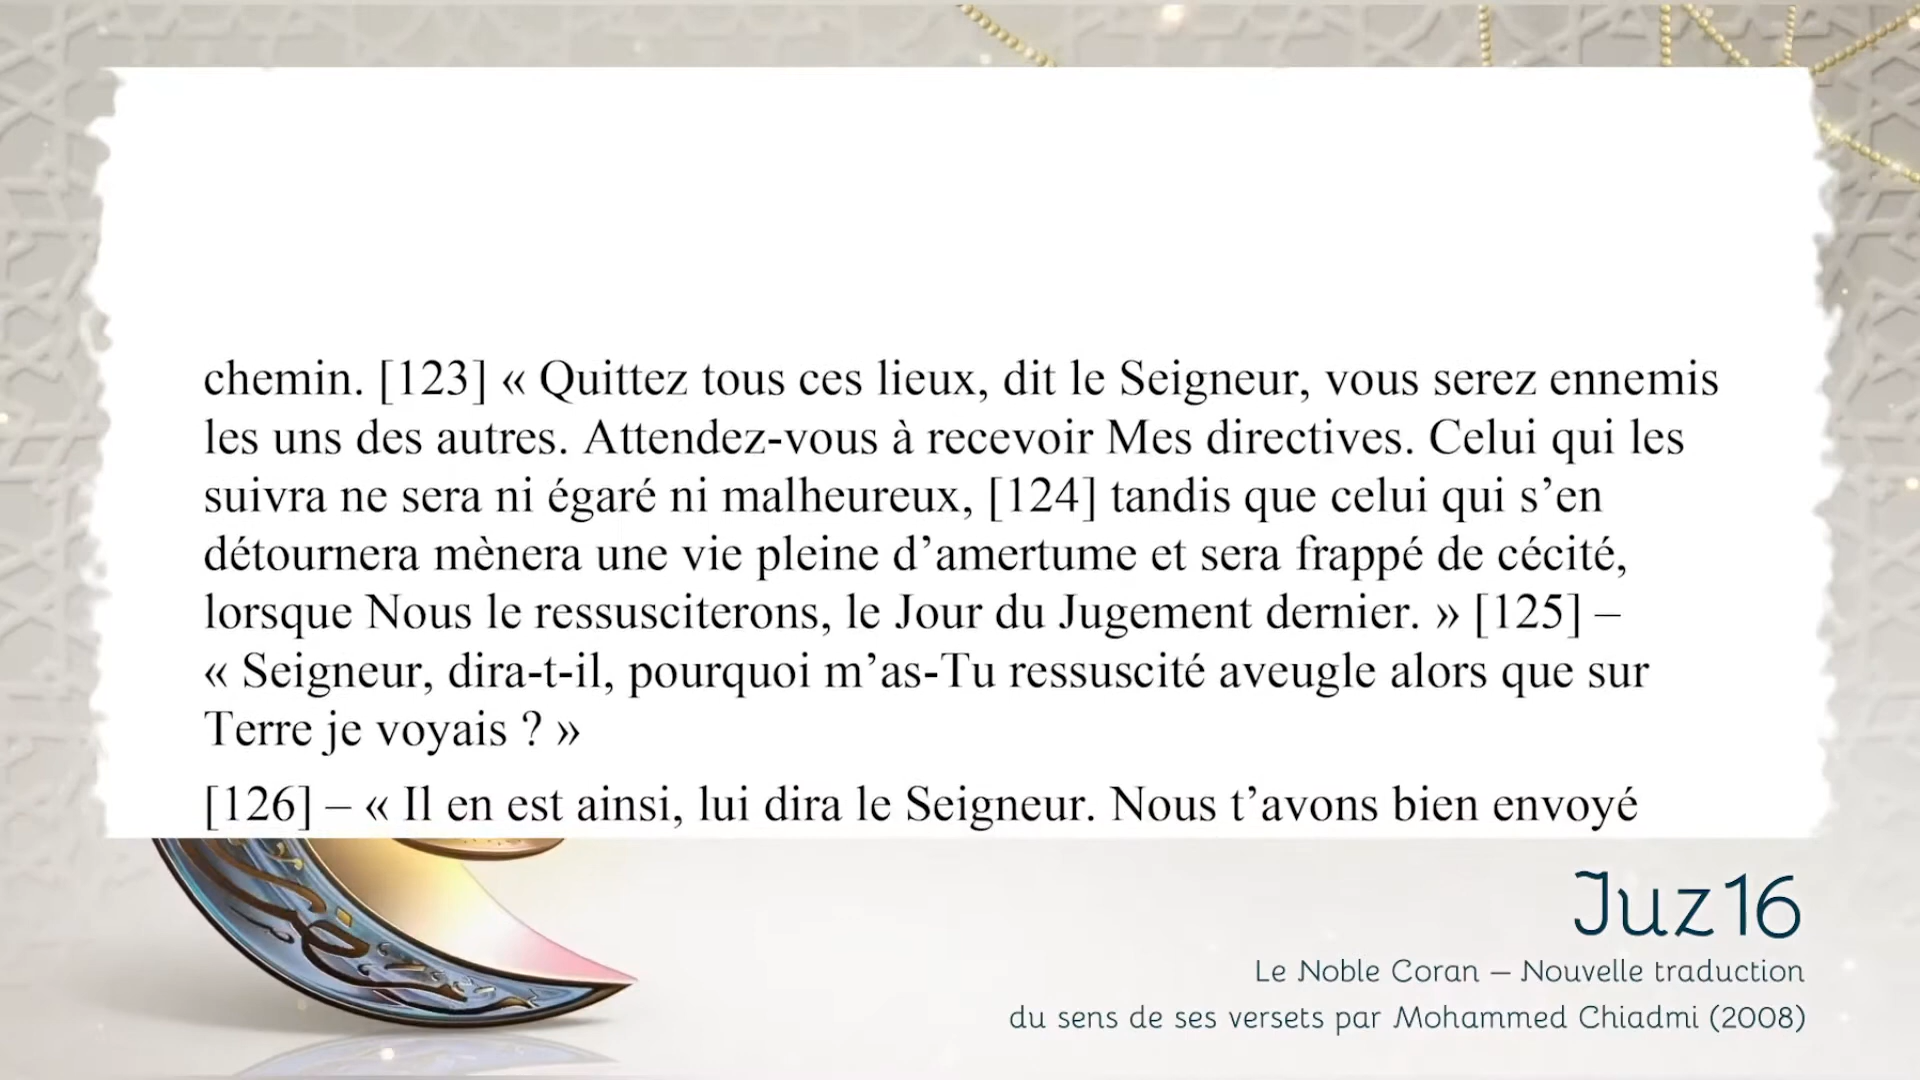 chemin. [123] « Quittez tous ces lieux, dit le Seigneur, vous serez ennemis
les uns des autres. Attendez-vous à recevoir Mes directives. Celui qui les
suivra ne sera ni égaré ni malheureux, [124] tandis que celui qui s’en
détournera mènera une vie pleine d’amertume et sera frappé de cécité,
lorsque Nous le ressusciterons, le Jour du Jugement dernier. » [125] –
« Seigneur, dira-t-il, pourquoi m’as-Tu ressuscité aveugle alors que sur
Terre je voyais ? »
[126] – « Il en est ainsi, lui dira le Seigneur. Nous t’avons bien envoyé
Juz 16
Le Noble Coran – Nouvelle traduction
du sens de ses versets par Mohammed Chiadmi (2008)